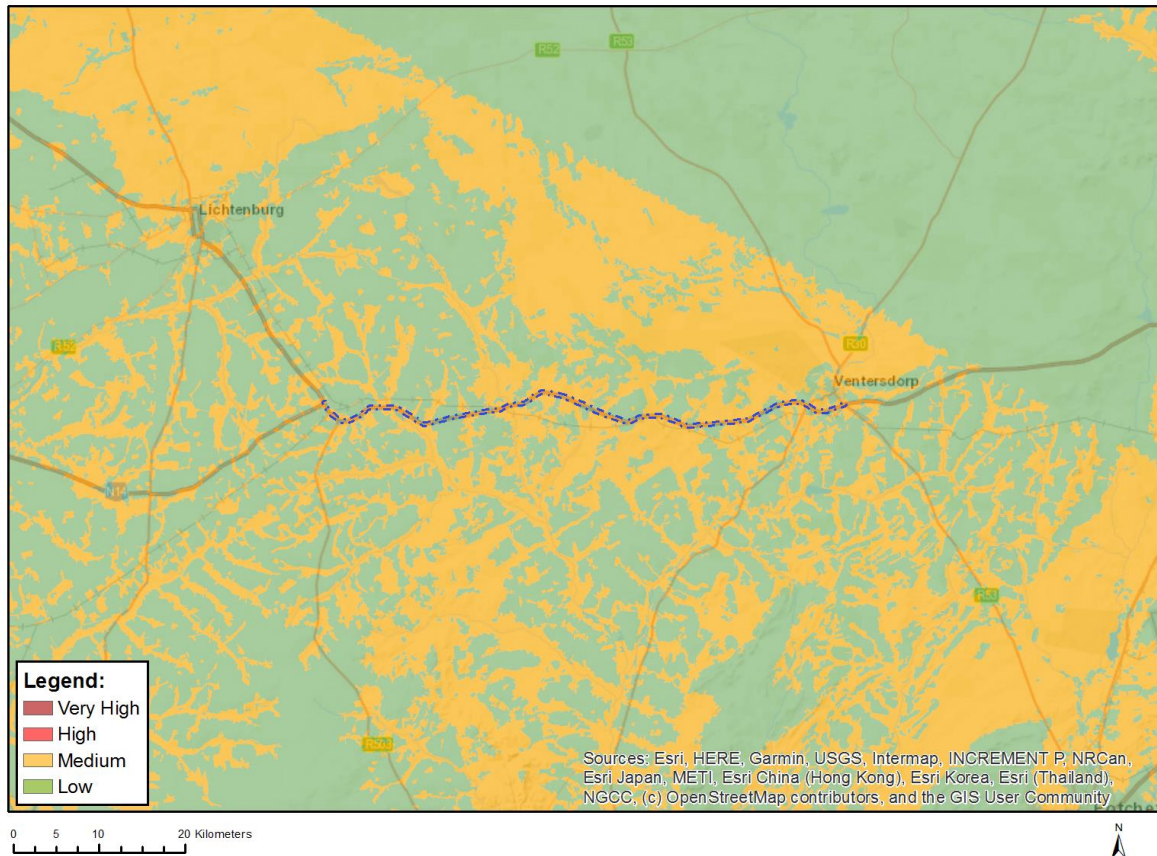 R52
R53
Lichtenburg
R52
R30
Ventersdorp
N14
R53
R503
Legend:
Very High
High
Medium
Low
Sources: Esri, HERE, Garmin, USGS, Intermap, INCREMENT P, NRCan,
Esri Japan, METI, Esri China (Hong Kong), Esri Korea, Esri (Thailand),
NGCC, (c) OpenStreetMap contributors, and the GIS User Community
0 5 10 20 Kilometers
N